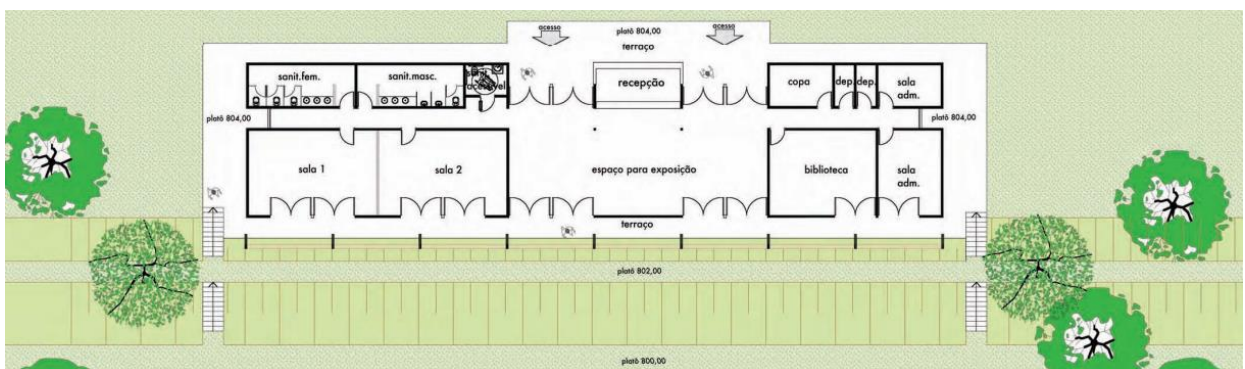 acesso
platô 804,00
acesso
terraço
sanit.fem.
sanit.masc.
acessível
recepção
copa
dep.
dep.
sala
adm.
platô 804,00
platô 804,00
sala 1
sala 2
espaço para exposição
biblioteca
sala
adm.
terraço
platô 802,00
platô 800,00